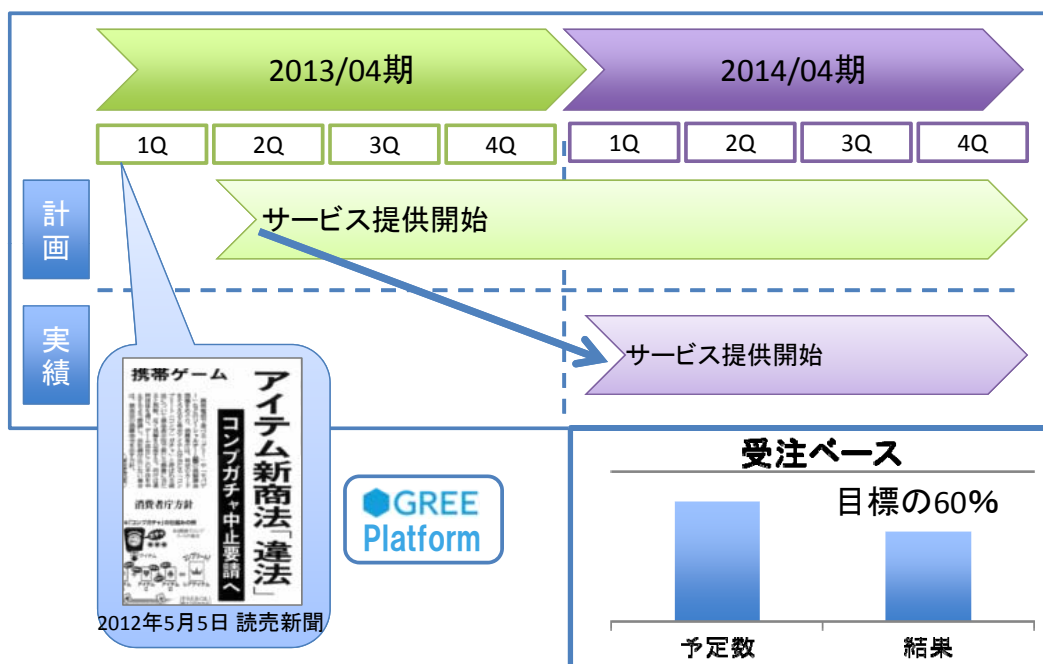 2013/04期
2014/04期
1Q
2Q
3Q
4Q
1Q
2Q
3Q
4Q
計画
サービス提供開始
実績
サービス提供開始
携帯ゲーム
アイテム新商法「違法」
コンプガチャ中止要請へ
消費者庁方針
2012年5月5日 読売新聞
GREE
Platform
受注ベース
目標の60%
予定数
結果